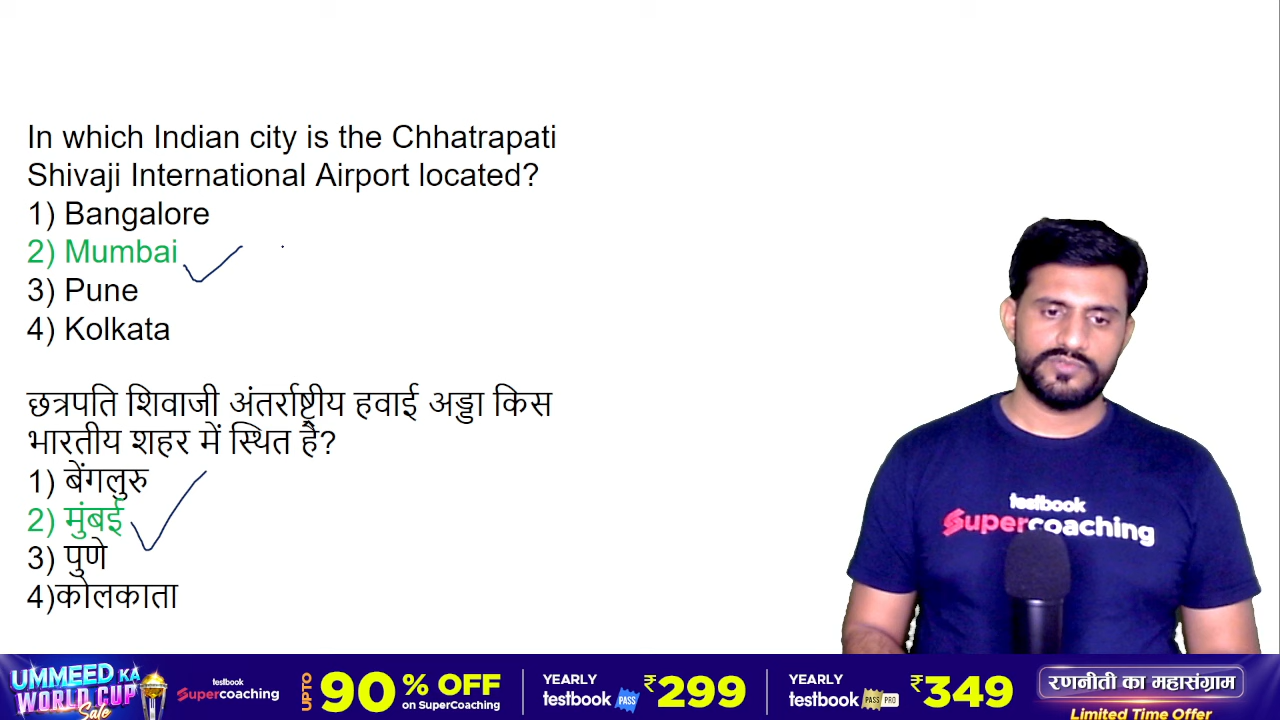 In which Indian city is the Chhatrapati
Shivaji International Airport located?
1) Bangalore
2) Mumbai
3) Pune
4) Kolkata
छत्रपति शिवाजी अंतर्राष्ट्रीय हवाई अड्डा किस
भारतीय शहर में स्थित है?
1) बेंगलुरु
2) मुंबई
3) पुणे
4)कोलकाता
testbook
Supercoaching
UMMEED KA
WORLD CUP
Sale
testbook
Supercoaching
UPTO 90% OFF
on SuperCoaching
YEARLY
testbook PASS ₹299
YEARLY
testbook PASS PRO ₹349
रणनीती का महासंग्राम
Limited Time Offer